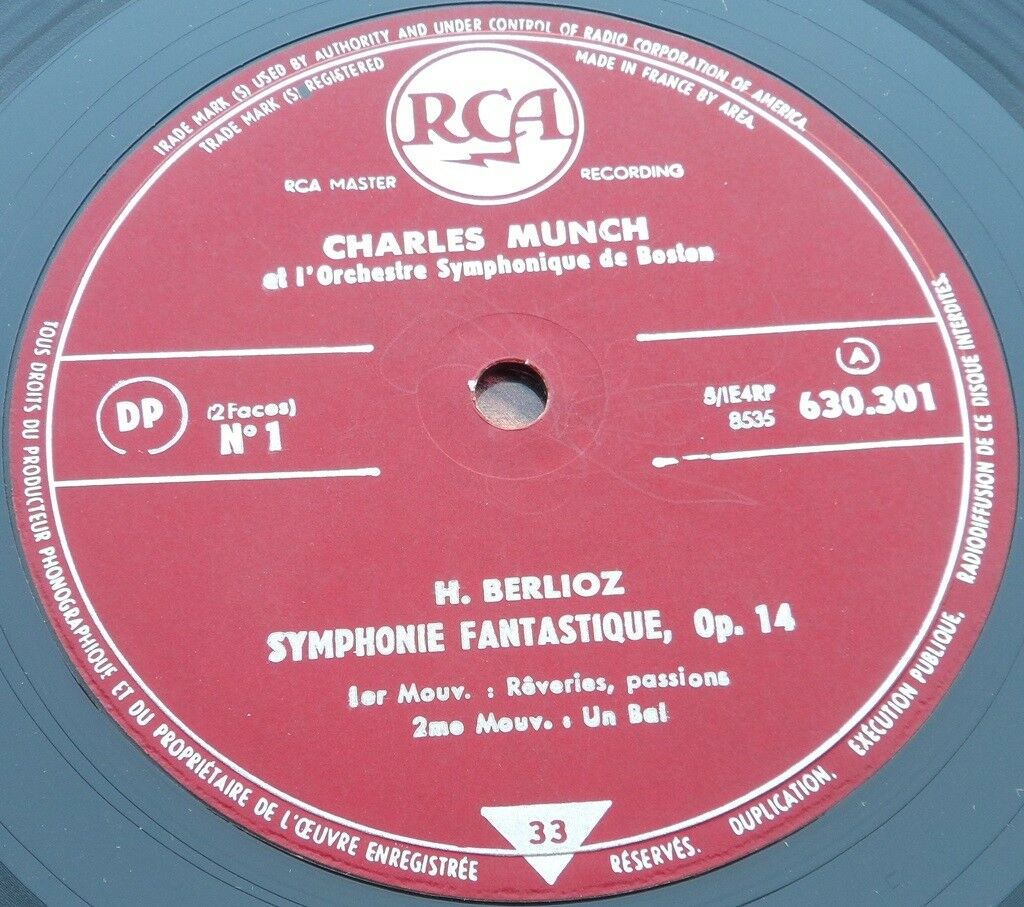 TRADE MARK (S) USED BY AUTHORITY AND UNDER CONTROL OF RADIO CORPORATION OF AMERICA
TRADE MARK (S) REGISTERED
MADE IN FRANCE BY AREA
RCA
RCA MASTER RECORDING
CHARLES MUNCH
et l'Orchestre Symphonique de Boston
DP
(2 Faces)
N° 1
A
S/IE4RP
8535
630.301
H. BERLIOZ
SYMPHONIE FANTASTIQUE, Op. 14
1er Mouv. : Rêveries, passions
2me Mouv. : Un Bal
33
TOUS DROITS DU PRODUCTEUR PHONOGRAPHIQUE ET DU PROPRIÉTAIRE DE L'ŒUVRE ENREGISTRÉE RÉSERVÉS. DUPLICATION, EXÉCUTION PUBLIQUE, RADIODIFFUSION DE CE DISQUE INTERDITES.